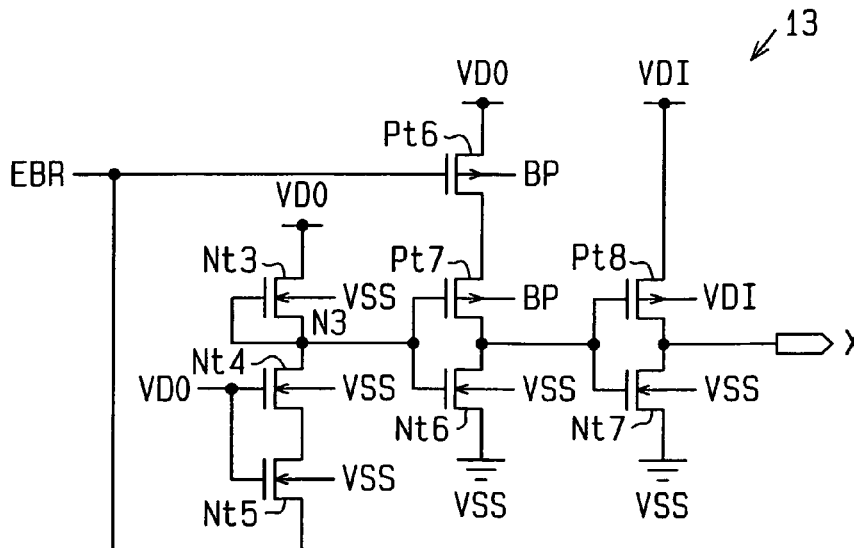 13
VD0
VDI
Pt6
EBR
BP
VD0
Nt3
Pt7
Pt8
VSS
BP
VDI
N3
X
Nt4
VD0
VSS
VSS
VSS
Nt6
Nt7
VSS
Nt5
VSS
VSS